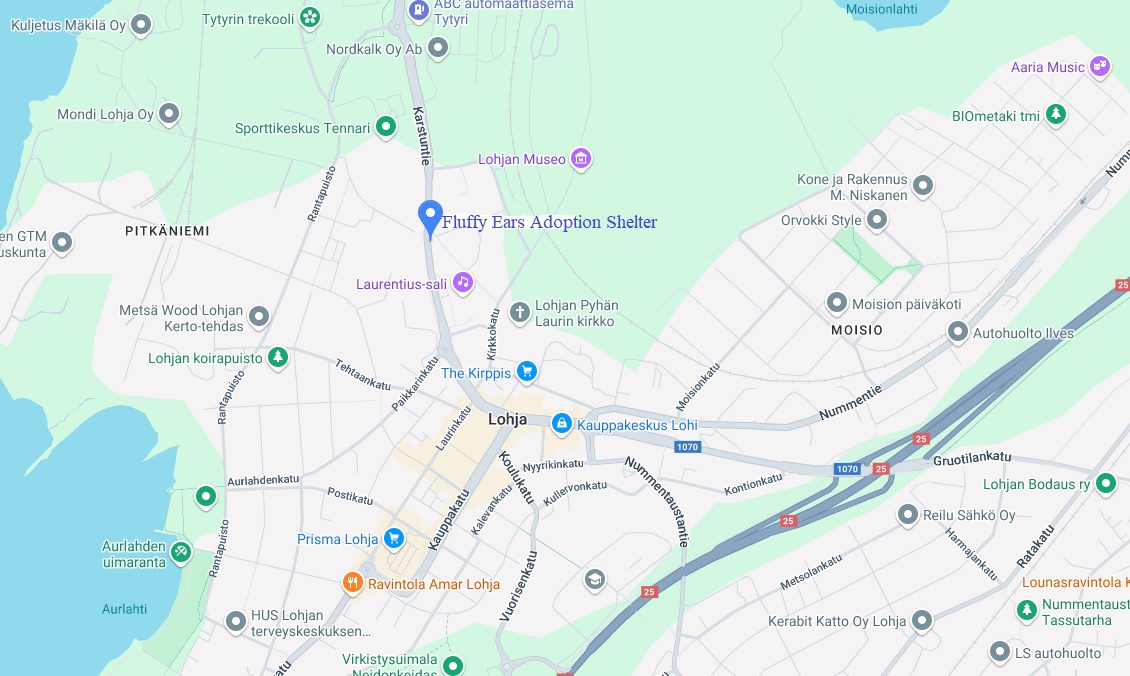 ABC automaattiasema
Tytyri
Moisionlahti
Tytyrin trekooli
Kuljetus Mäkilä Oy
Nordkalk Oy Ab
Aaria Music
Mondi Lohja Oy
BIOmetaki tmi
Sporttikeskus Tennari
Karstuntie
Lohjan Museo
Kone ja Rakennus
M. Niskanen
Rantapuisto
Orvokki Style
Fluffy Ears Adoption Shelter
PITKÄNIEMI
en GTM
uskunta
Laurentius-sali
25
Metsä Wood Lohjan
Kerto-tehdas
Lohjan Pyhän
Laurin kirkko
Moision päiväkoti
MOISIO
Autohuolto Ilves
Kirkkokatu
Lohjan koirapuisto
Tehtaankatu
Paikkarinkatu
The Kirppis
Moisionkatu
Rantapuisto
Laurinkatu
Lohja
Kauppakeskus Lohi
Nummentie
1070
25
1070
25
Gruotilankatu
Koulukatu
Nyyrikinkatu
Nummentaustantie
Kontionkatu
Aurlahdenkatu
Postikatu
Kauppakatu
Kalevankatu
Kullervonkatu
Lohjan Bodaus ry
Reilu Sähkö Oy
25
Prisma Lohja
Aurlahden
uimaranta
Rantapuisto
Harmajankatu
Ratakatu
Metsolankatu
Ravintola Amar Lohja
Vuorisenkatu
25
Lounasravintola K
Aurlahti
HUS Lohjan
terveyskeskuksen...
Kerabit Katto Oy Lohja
Nummentaust
Tassutarha
LS autohuolto
Virkistysuimala
Neidonkeidas